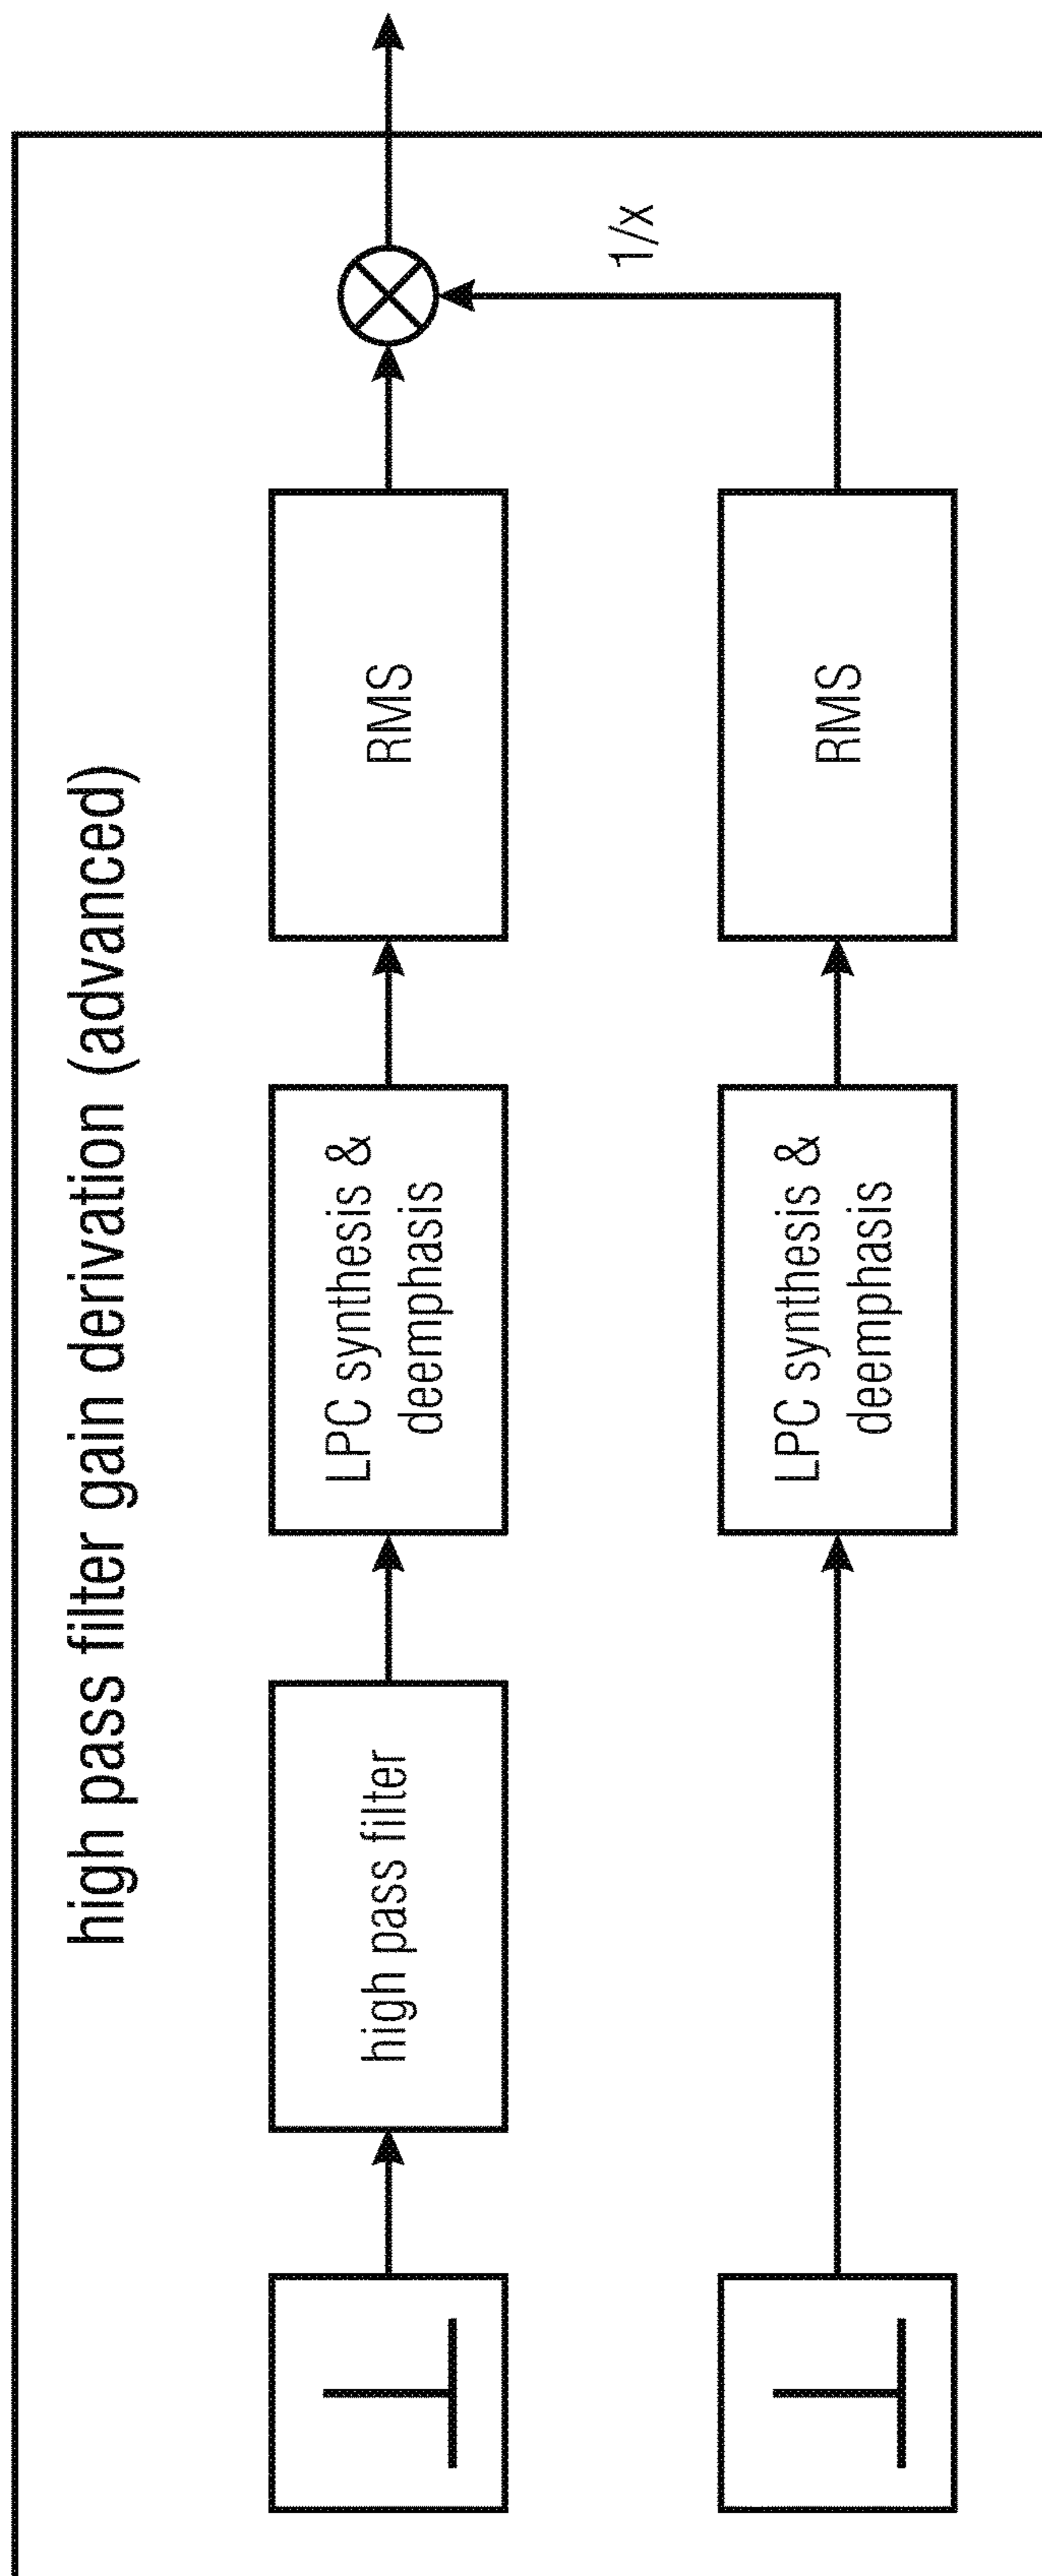 high pass filter gain derivation (advanced)
high pass filter
LPC synthesis &
deemphasis
RMS
1/x
LPC synthesis &
deemphasis
RMS